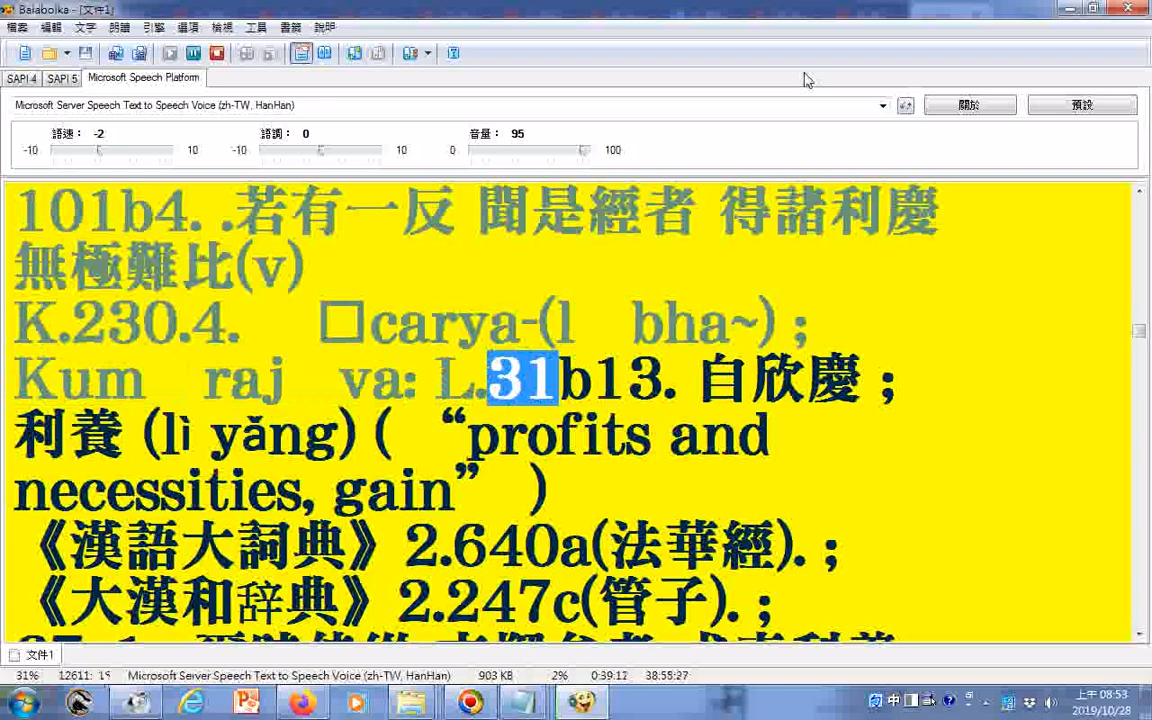 Balabolka - [文件1]
檔案 編輯 文字 朗讀 引擎 選項 檢視 工具 書籤 說明
SAPI 4 SAPI 5 Microsoft Speech Platform
Microsoft Server Speech Text to Speech Voice (zh-TW, HanHan) 關於 預設
語速: -2 語調: 0 音量: 95
-10 10 -10 10 0 100
101b4. .若有一反 聞是經者 得諸利慶
無極難比(v)
K.230.4. □carya-(l bha~) ;
Kum raj va: L.31b13. 自欣慶 ;
利養 (lì yǎng) ( “profits and
necessities, gain” )
《漢語大詞典》 2.640a(法華經). ;
《大漢和辞典》 2.247c(管子). ;
文件1
31% 12611: 19 Microsoft Server Speech Text to Speech Voice (zh-TW, HanHan) 903 KB 2% 0:39:12 38:55:27
中
上午 08:53
2019/10/28